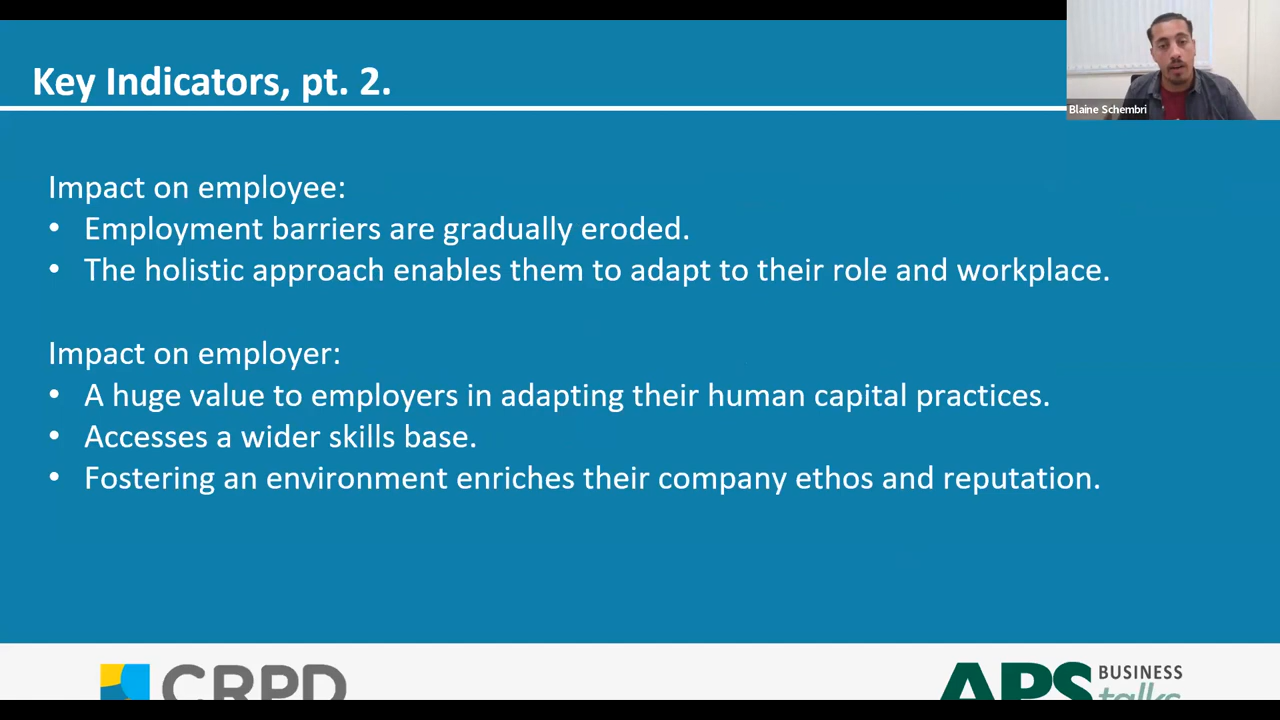 Key Indicators, pt. 2.
Blaine Schembri
Impact on employee:
• Employment barriers are gradually eroded.
• The holistic approach enables them to adapt to their role and workplace.
Impact on employer:
• A huge value to employers in adapting their human capital practices.
• Accesses a wider skills base.
• Fostering an environment enriches their company ethos and reputation.
CRPD
APS BUSINESS
talks